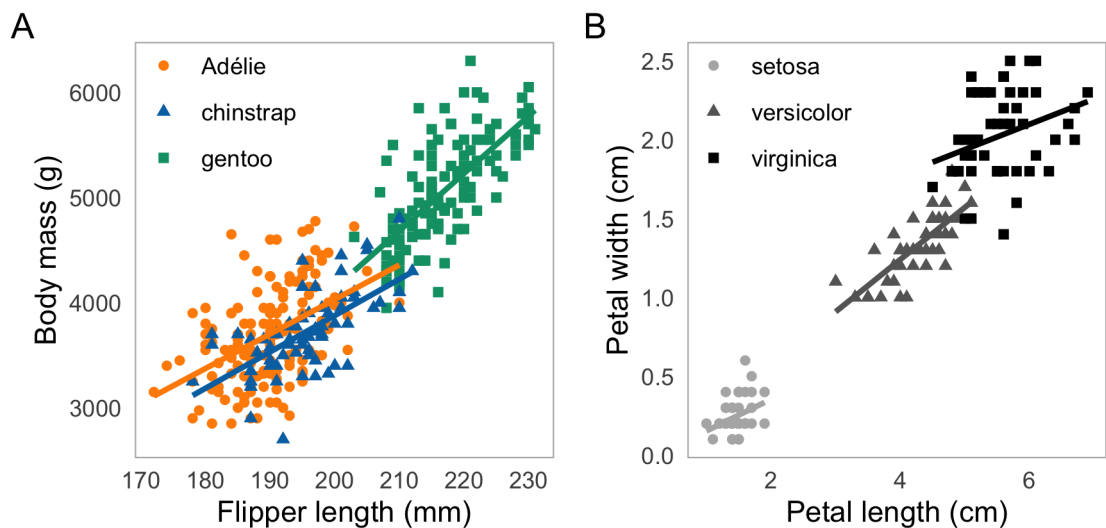 A
Adélie
chinstrap
gentoo
6000
5000
4000
3000
Body mass (g)
170 180 190 200 210 220 230
Flipper length (mm)
B
setosa
versicolor
virginica
2.5
2.0
1.5
1.0
0.5
0.0
Petal width (cm)
2 4 6
Petal length (cm)